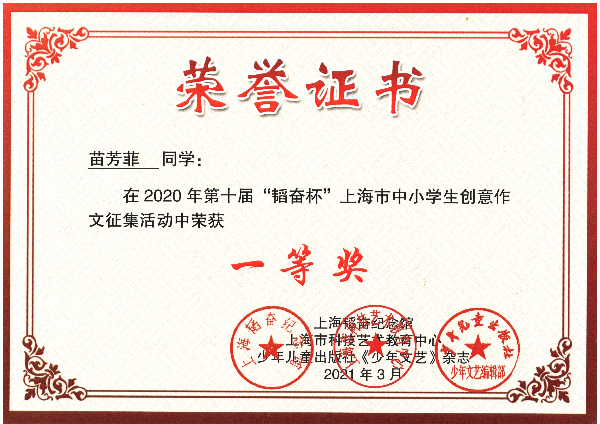 荣誉证书
苗芳菲 同学：
在 2020 年第十届“韬奋杯”上海市中小学生创意作
文征集活动中荣获
一等奖
上海韬奋纪念馆
上海市科技艺术教育中心
少年儿童出版社《少年文艺》杂志
2021 年 3 月
上海韬奋纪念馆
少年儿童出版社
少年文艺编辑部